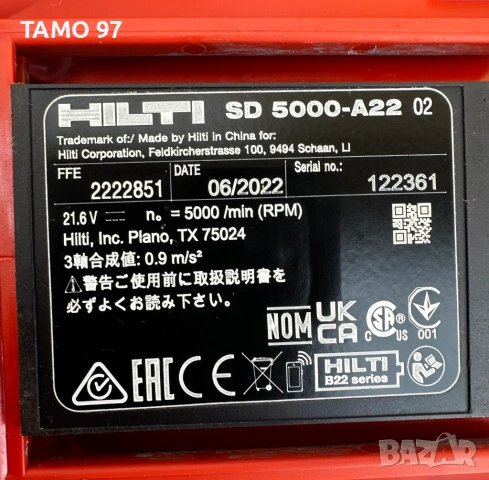 TAMO 97
HILTI SD 5000-A22 02
Trademark of:/ Made by Hilti in China for:
Hilti Corporation, Feldkircherstrasse 100, 9494 Schaan, LI
FFE DATE Serial no.:
2222851 06/2022 122361
21.6 V n₀ = 5000 /min (RPM)
Hilti, Inc. Plano, TX 75024
3軸合成値: 0.9 m/s²
⚠警告ご使用前に取扱説明書を
必ずよくお読み下さい。
NOM UK CA C SA US 001
EAC CE HILTI
B22 series
BAZAR